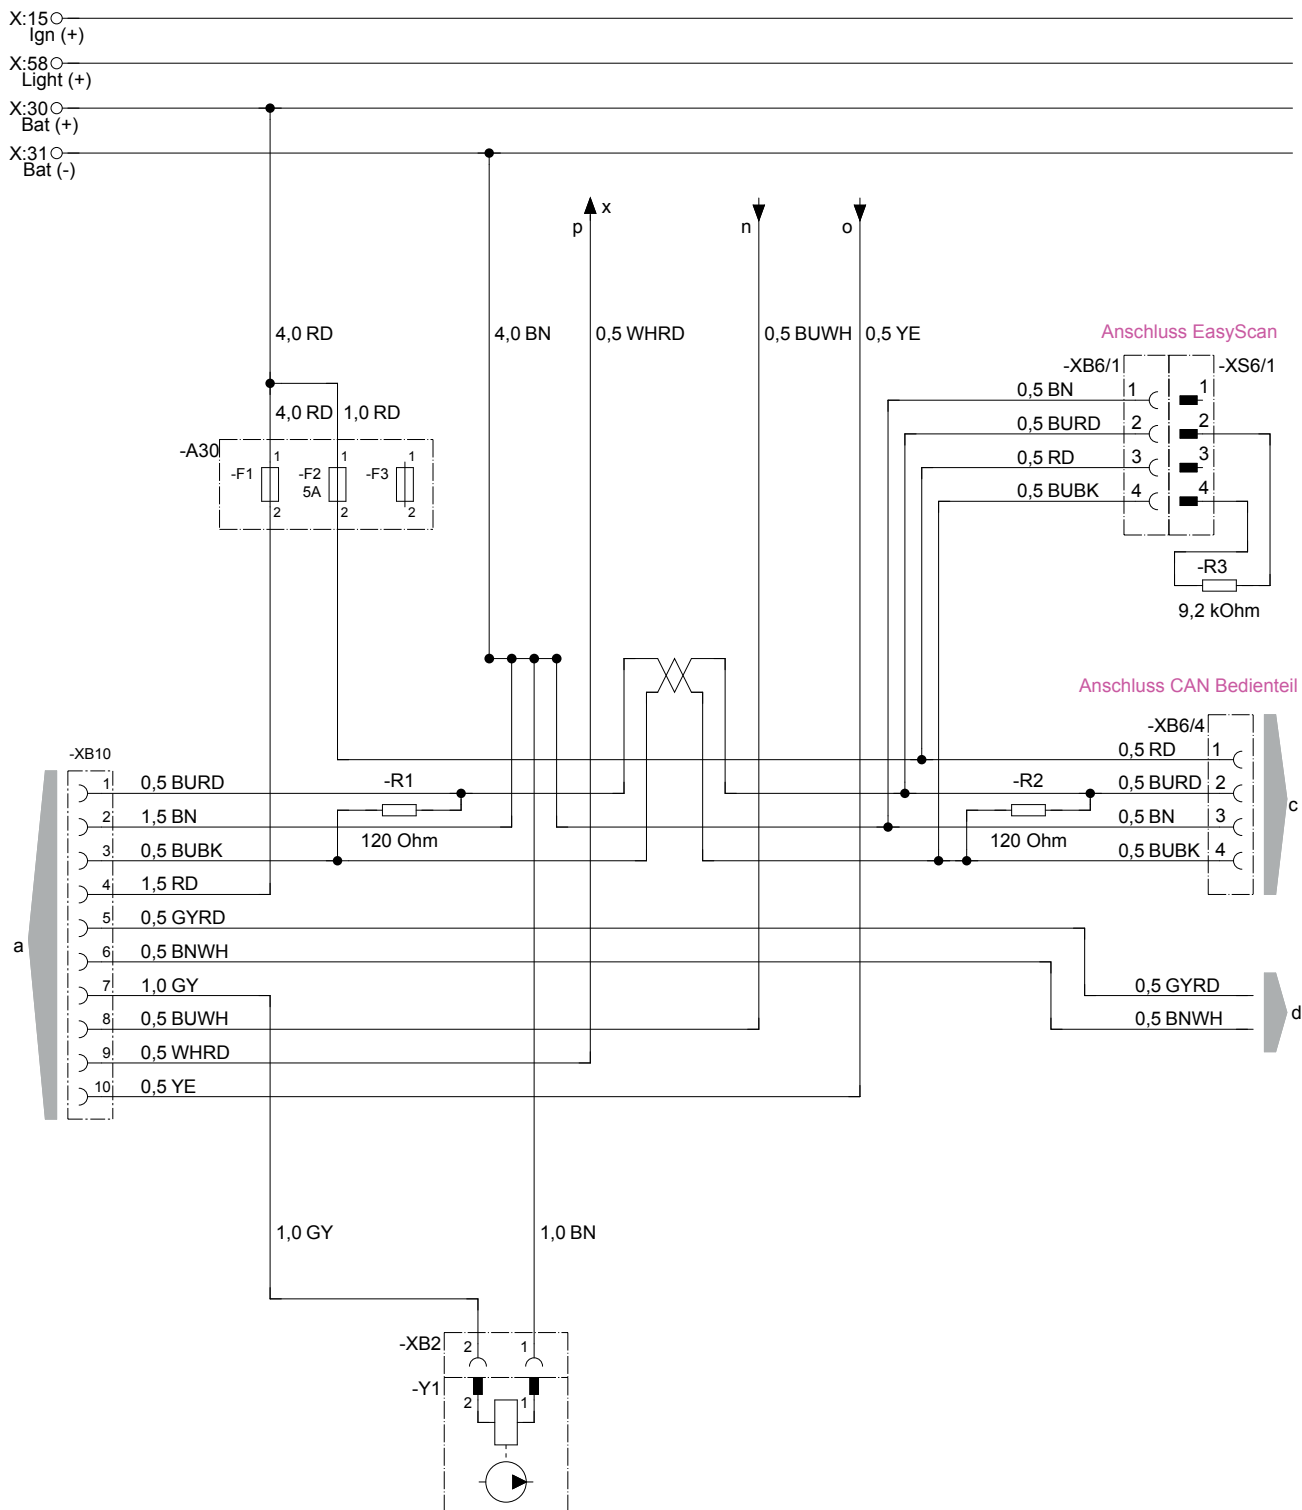 X:15
Ign (+)
X:58
Light (+)
X:30
Bat (+)
X:31
Bat (-)
p x
n
o
4,0 RD
4,0 BN
0,5 WHRD
0,5 BUWH
0,5 YE
Anschluss EasyScan
-XB6/1
-XS6/1
0,5 BN 1 1
0,5 BURD 2 2
0,5 RD 3 3
0,5 BUBK 4 4
-R3
9,2 kOhm
4,0 RD
1,0 RD
-A30
1 1 1
-F1
-F2
5A
-F3
2 2 2
Anschluss CAN Bedienteil
-XB6/4
0,5 RD 1
0,5 BURD 2
0,5 BN 3
0,5 BUBK 4
c
-R1
120 Ohm
-R2
120 Ohm
-XB10
a
1 0,5 BURD
2 1,5 BN
3 0,5 BUBK
4 1,5 RD
5 0,5 GYRD
6 0,5 BNWH
7 1,0 GY
8 0,5 BUWH
9 0,5 WHRD
10 0,5 YE
0,5 GYRD
0,5 BNWH
d
1,0 GY
1,0 BN
-XB2 2 1
-Y1
2 1